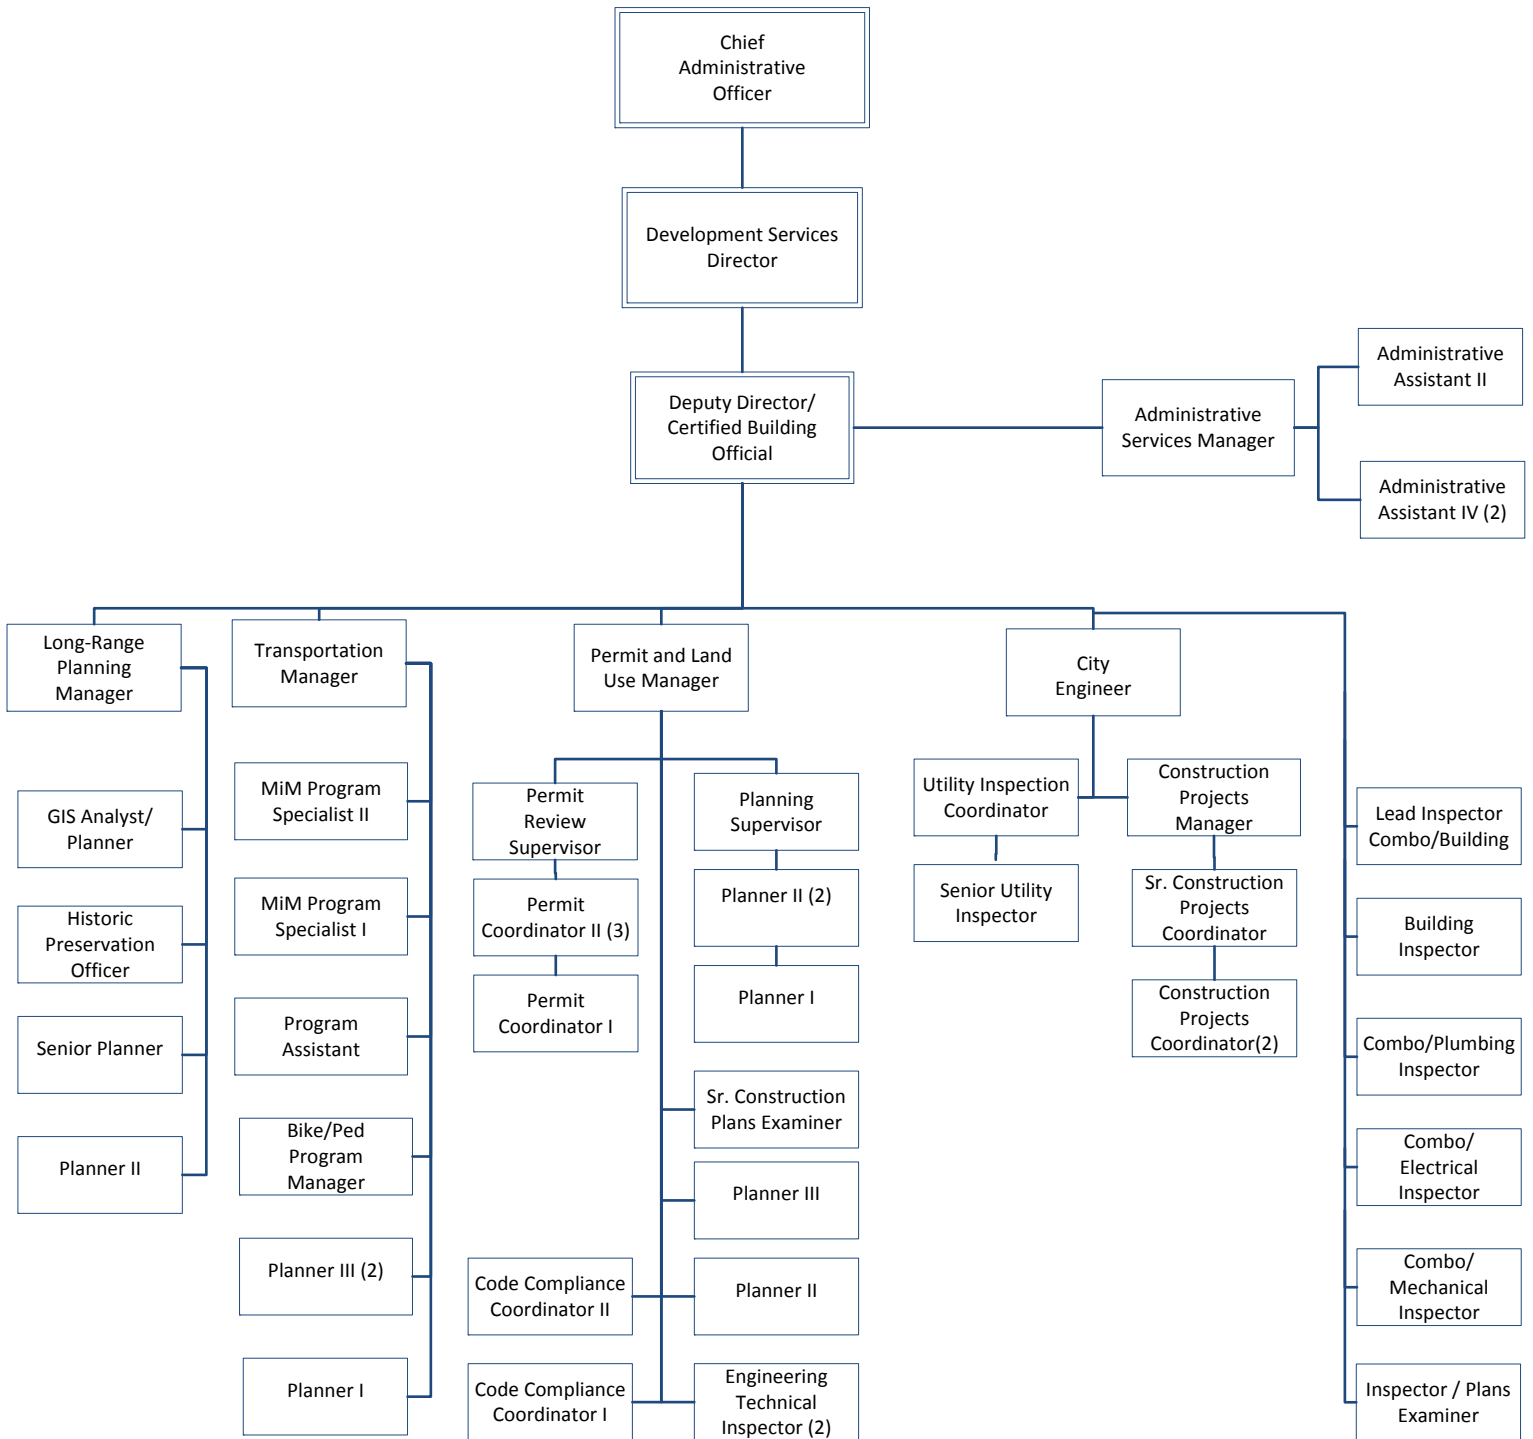 Chief
Administrative
Officer
Development Services
Director
Deputy Director/
Certified Building
Official
Administrative
Services Manager
Administrative
Assistant II
Administrative
Assistant IV (2)
Long-Range
Planning
Manager
GIS Analyst/
Planner
Historic
Preservation
Officer
Senior Planner
Planner II
Transportation
Manager
MiM Program
Specialist II
MiM Program
Specialist I
Program
Assistant
Bike/Ped
Program
Manager
Planner III (2)
Planner I
Permit and Land
Use Manager
Permit
Review
Supervisor
Permit
Coordinator II (3)
Permit
Coordinator I
Planning
Supervisor
Planner II (2)
Planner I
Sr. Construction
Plans Examiner
Planner III
Code Compliance
Coordinator II
Planner II
Code Compliance
Coordinator I
Engineering
Technical
Inspector (2)
City
Engineer
Utility Inspection
Coordinator
Senior Utility
Inspector
Construction
Projects
Manager
Sr. Construction
Projects
Coordinator
Construction
Projects
Coordinator(2)
Lead Inspector
Combo/Building
Building
Inspector
Combo/Plumbing
Inspector
Combo/
Electrical
Inspector
Combo/
Mechanical
Inspector
Inspector / Plans
Examiner